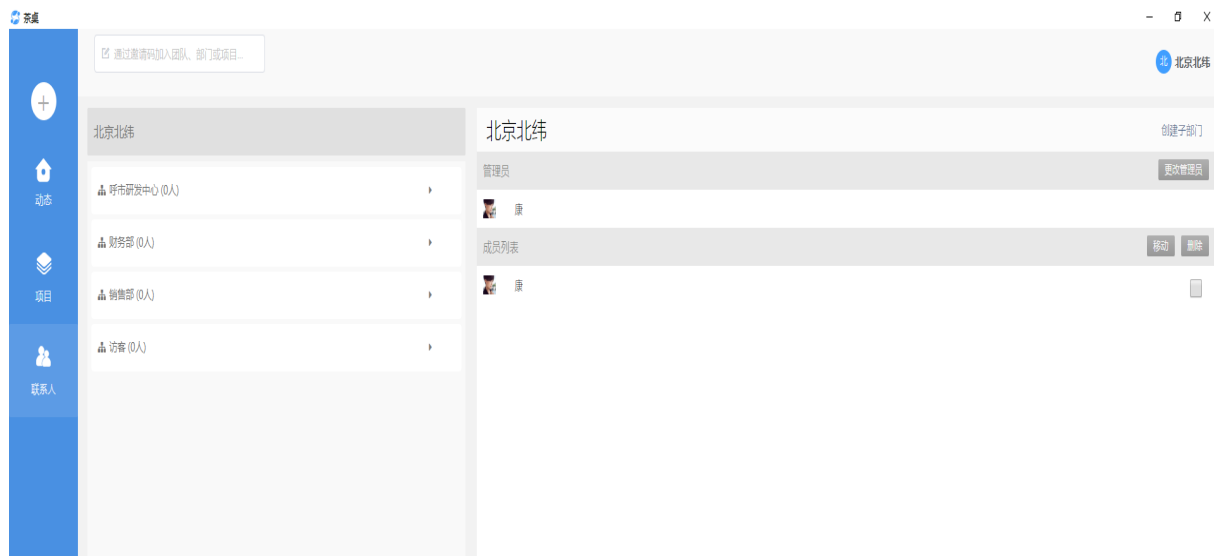 茶桌
通过邀请码加入团队、部门或项目...
北 北京北纬
动态
项目
联系人
北京北纬
呼市研发中心 (0人)
财务部 (0人)
销售部 (0人)
访客 (0人)
北京北纬
创建子部门
管理员
更改管理员
康
成员列表
移动 删除
康